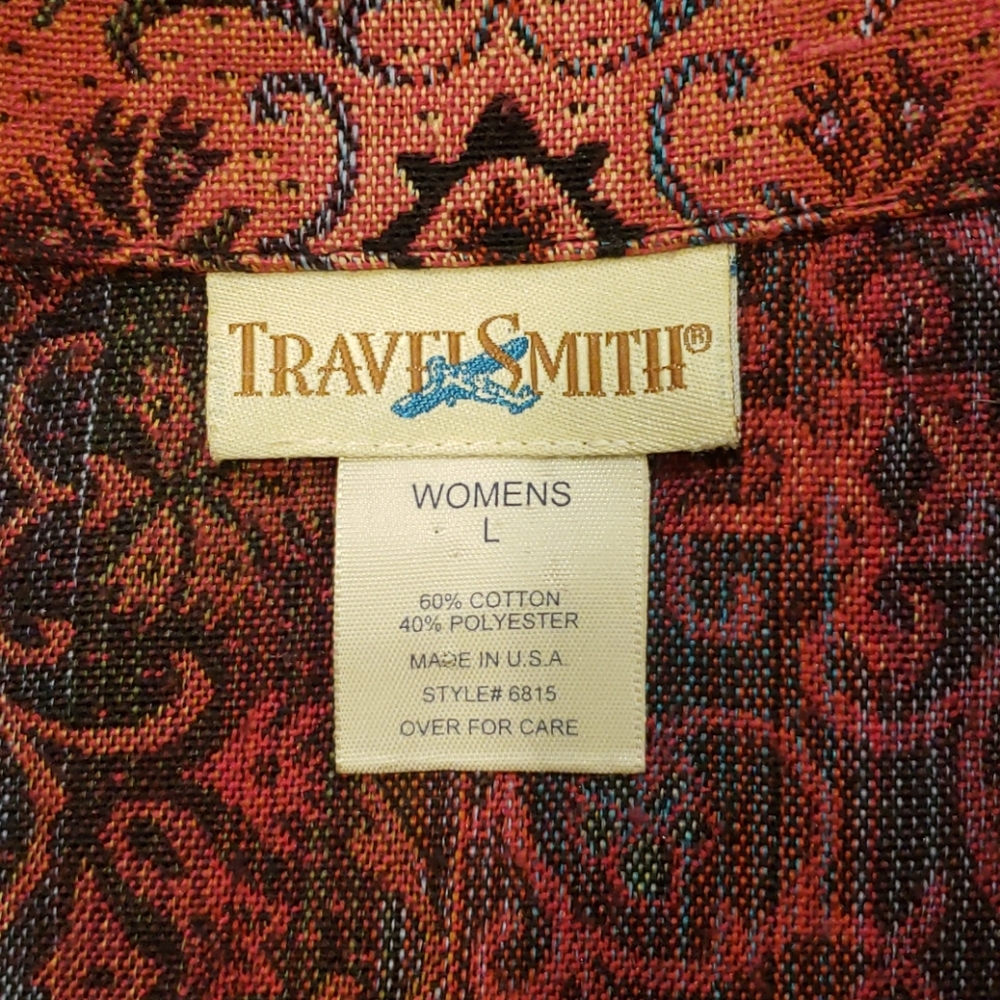 TRAVELSMITH®
WOMENS
L
60% COTTON
40% POLYESTER
MADE IN U.S.A.
STYLE# 6815
OVER FOR CARE